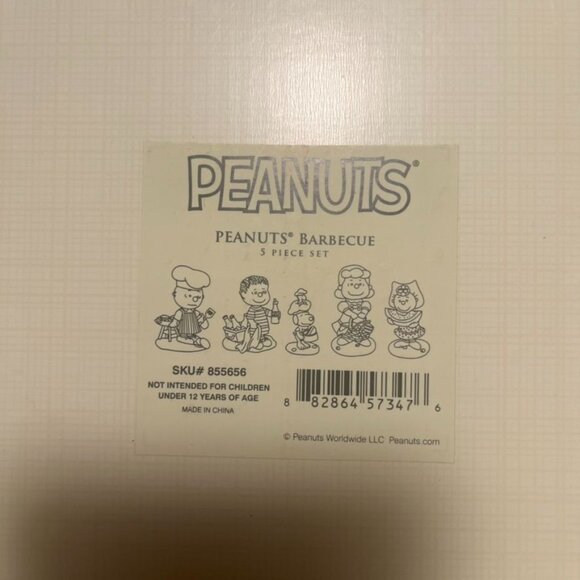 PEANUTS®
PEANUTS® BARBECUE
5 PIECE SET
SKU# 855656
NOT INTENDED FOR CHILDREN
UNDER 12 YEARS OF AGE
MADE IN CHINA
8 82864 57347 6
© Peanuts Worldwide LLC Peanuts.com